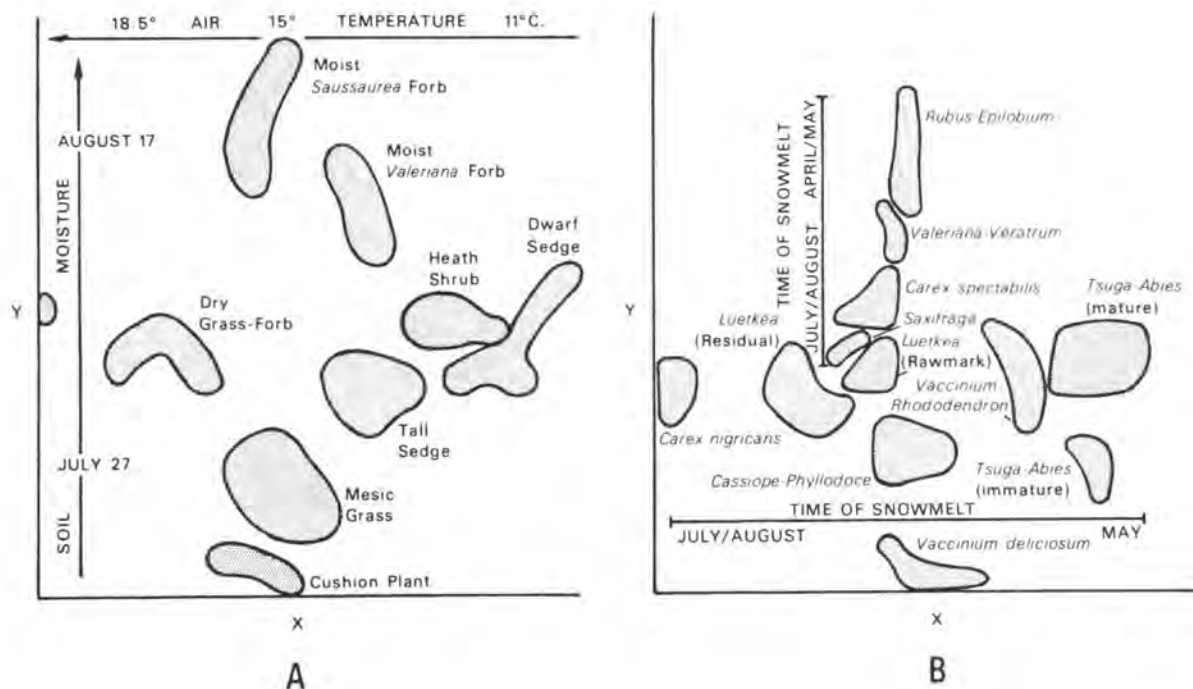 18.5° AIR 15° TEMPERATURE 11°C.
Moist
Saussaurea Forb
AUGUST 17
Moist
Valeriana Forb
MOISTURE
Dwarf
Sedge
Heath
Shrub
Y
Dry
Grass-Forb
Tall
Sedge
JULY 27
Mesic
Grass
SOIL
Cushion Plant
X
A
Rubus-Epilobium
TIME OF SNOWMELT
JULY/AUGUST APRIL/MAY
Valeriana-Veratrum
Carex spectabilis
Tsuga-Abies
(mature)
Y
Saxifraga
Luetkea
(Residual)
Luetkea
(Rawmark)
Vaccinium
Rhododendron
Carex nigricans
Cassiope-Phyllodoce
Tsuga-Abies
(immature)
TIME OF SNOWMELT
JULY/AUGUST MAY
Vaccinium deliciosum
X
B